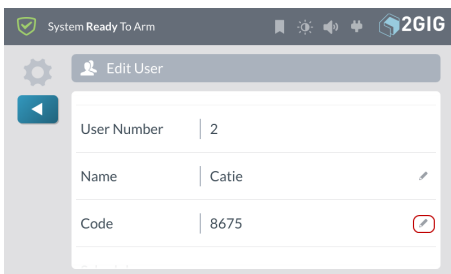 System Ready To Arm
2GIG
Edit User
User Number 2
Name Catie
Code 8675